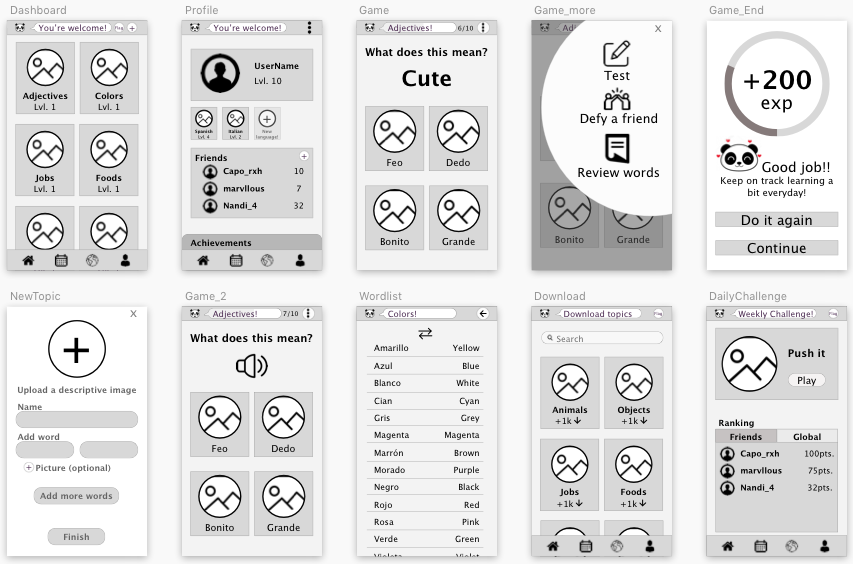 Dashboard
You're welcome!
Adjectives
Lvl. 1
Colors
Lvl. 1
Jobs
Lvl. 1
Foods
Lvl. 1
Profile
You're welcome!
UserName
Lvl. 10
Spanish
Lvl. 4
Italian
Lvl. 2
New
language!
Friends
Capo_rxh 10
marvllous 7
Nandi_4 32
Achievements
Game
Adjectives! 6/10
What does this mean?
Cute
Feo
Dedo
Bonito
Grande
Game_more
Adj
X
Test
Defy a friend
Review words
Bonito
Grande
Game_End
+200
exp
Good job!!
Keep on track learning a
bit everyday!
Do it again
Continue
NewTopic
X
Upload a descriptive image
Name
Add word
Picture (optional)
Add more words
Finish
Game_2
Adjectives! 7/10
What does this mean?
Feo
Dedo
Bonito
Grande
Wordlist
Colors!
Amarillo Yellow
Azul Blue
Blanco White
Cian Cyan
Gris Grey
Magenta Magenta
Marrón Brown
Morado Purple
Negro Black
Rojo Red
Rosa Pink
Verde Green
Violeta Violet
Download
Download topics
Search
Animals
+1k
Objects
+1k
Jobs
+1k
Foods
+1k
DailyChallenge
Weekly Challenge!
Push it
Play
Ranking
Friends Global
Capo_rxh 100pts.
marvllous 75pts.
Nandi_4 32pts.